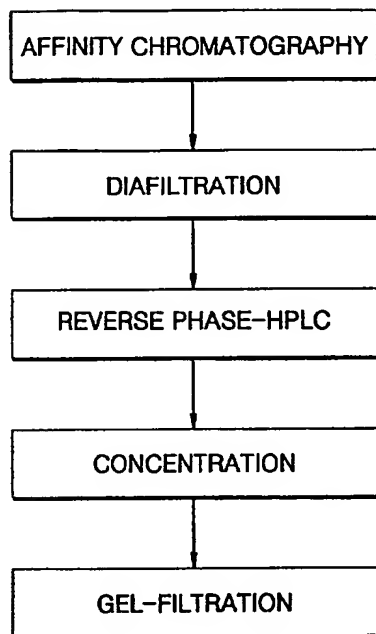 AFFINITY CHROMATOGRAPHY
DIAFILTRATION
REVERSE PHASE-HPLC
CONCENTRATION
GEL-FILTRATION